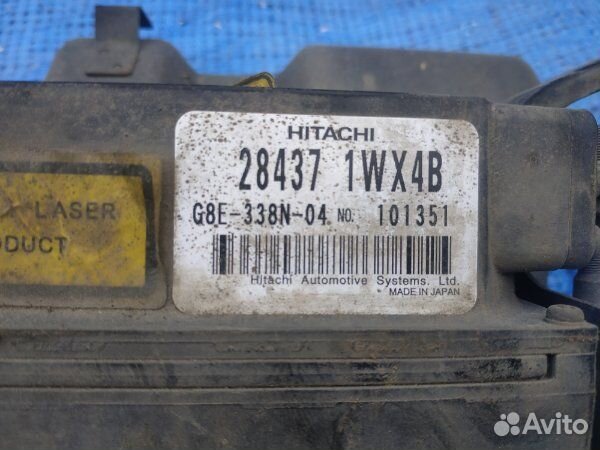 HITACHI
28437 1WX4B
G8E-338N-04 NO. 101351
Hitachi Automotive Systems. Ltd.
MADE IN JAPAN
LASER
ODUCT
Avito